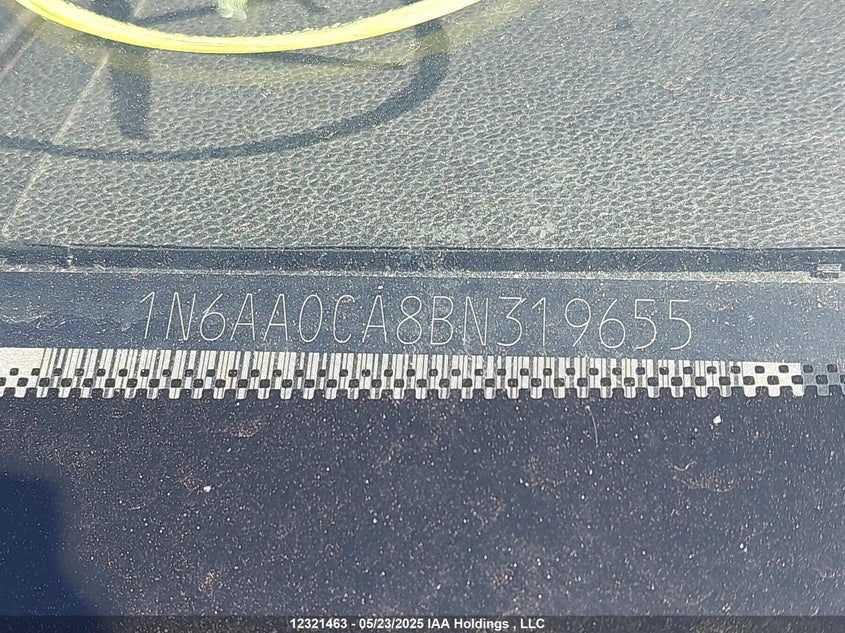 1N6AA0CA8BN319655
12321463 - 05/23/2025 IAA Holdings , LLC